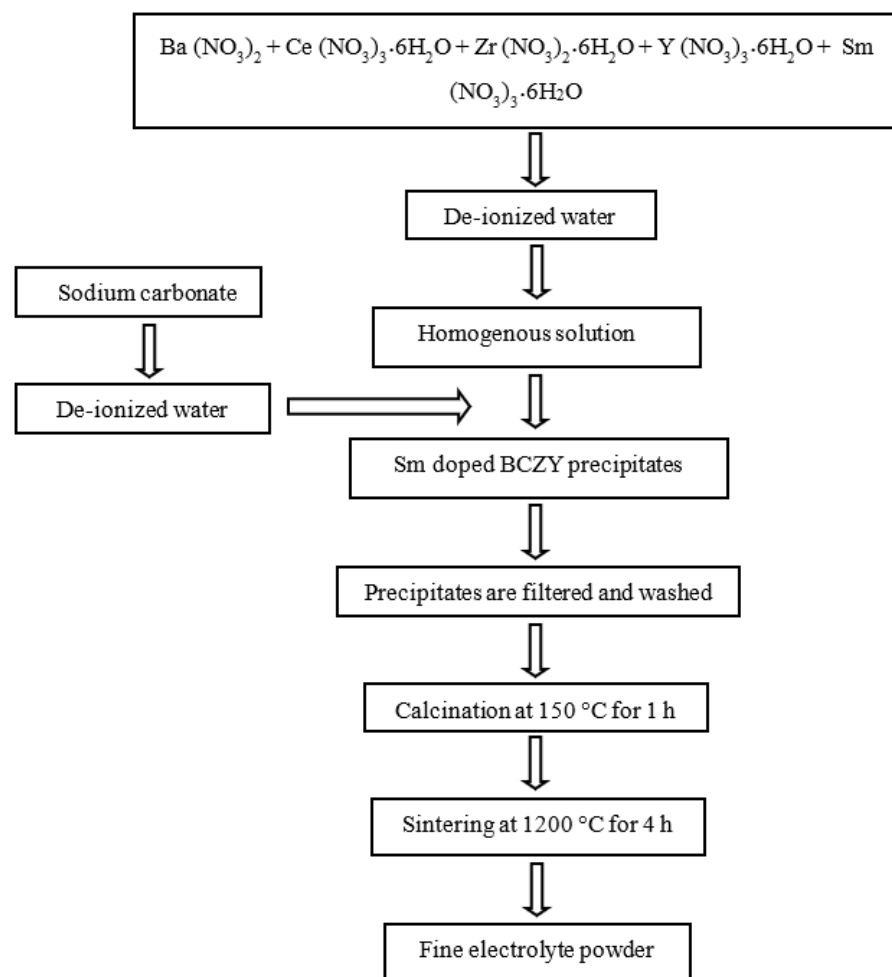 Ba (NO₃)₂ + Ce (NO₃)₃·6H₂O + Zr (NO₃)₂·6H₂O + Y (NO₃)₃·6H₂O + Sm
(NO₃)₃·6H₂O
De-ionized water
Sodium carbonate
Homogenous solution
De-ionized water
Sm doped BCZY precipitates
Precipitates are filtered and washed
Calcination at 150 °C for 1 h
Sintering at 1200 °C for 4 h
Fine electrolyte powder